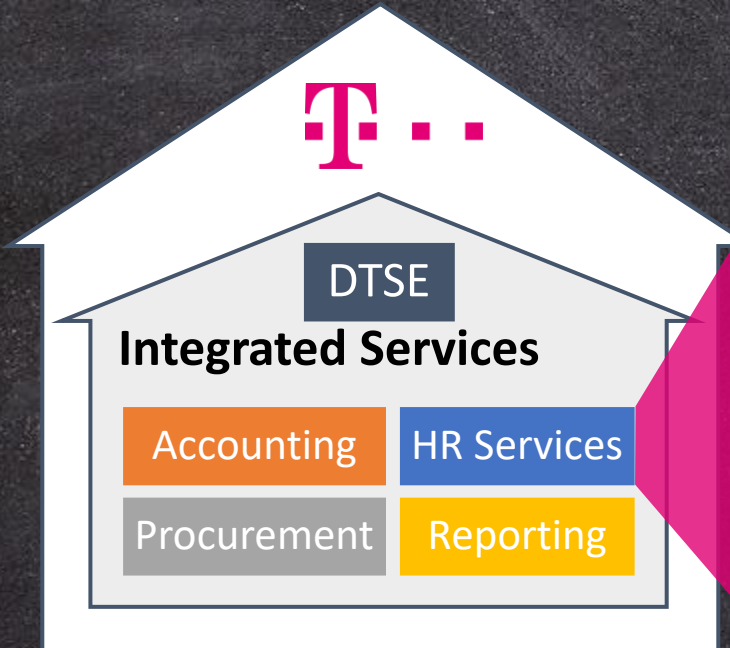 T
DTSE
Integrated Services
Accounting
HR Services
Procurement
Reporting